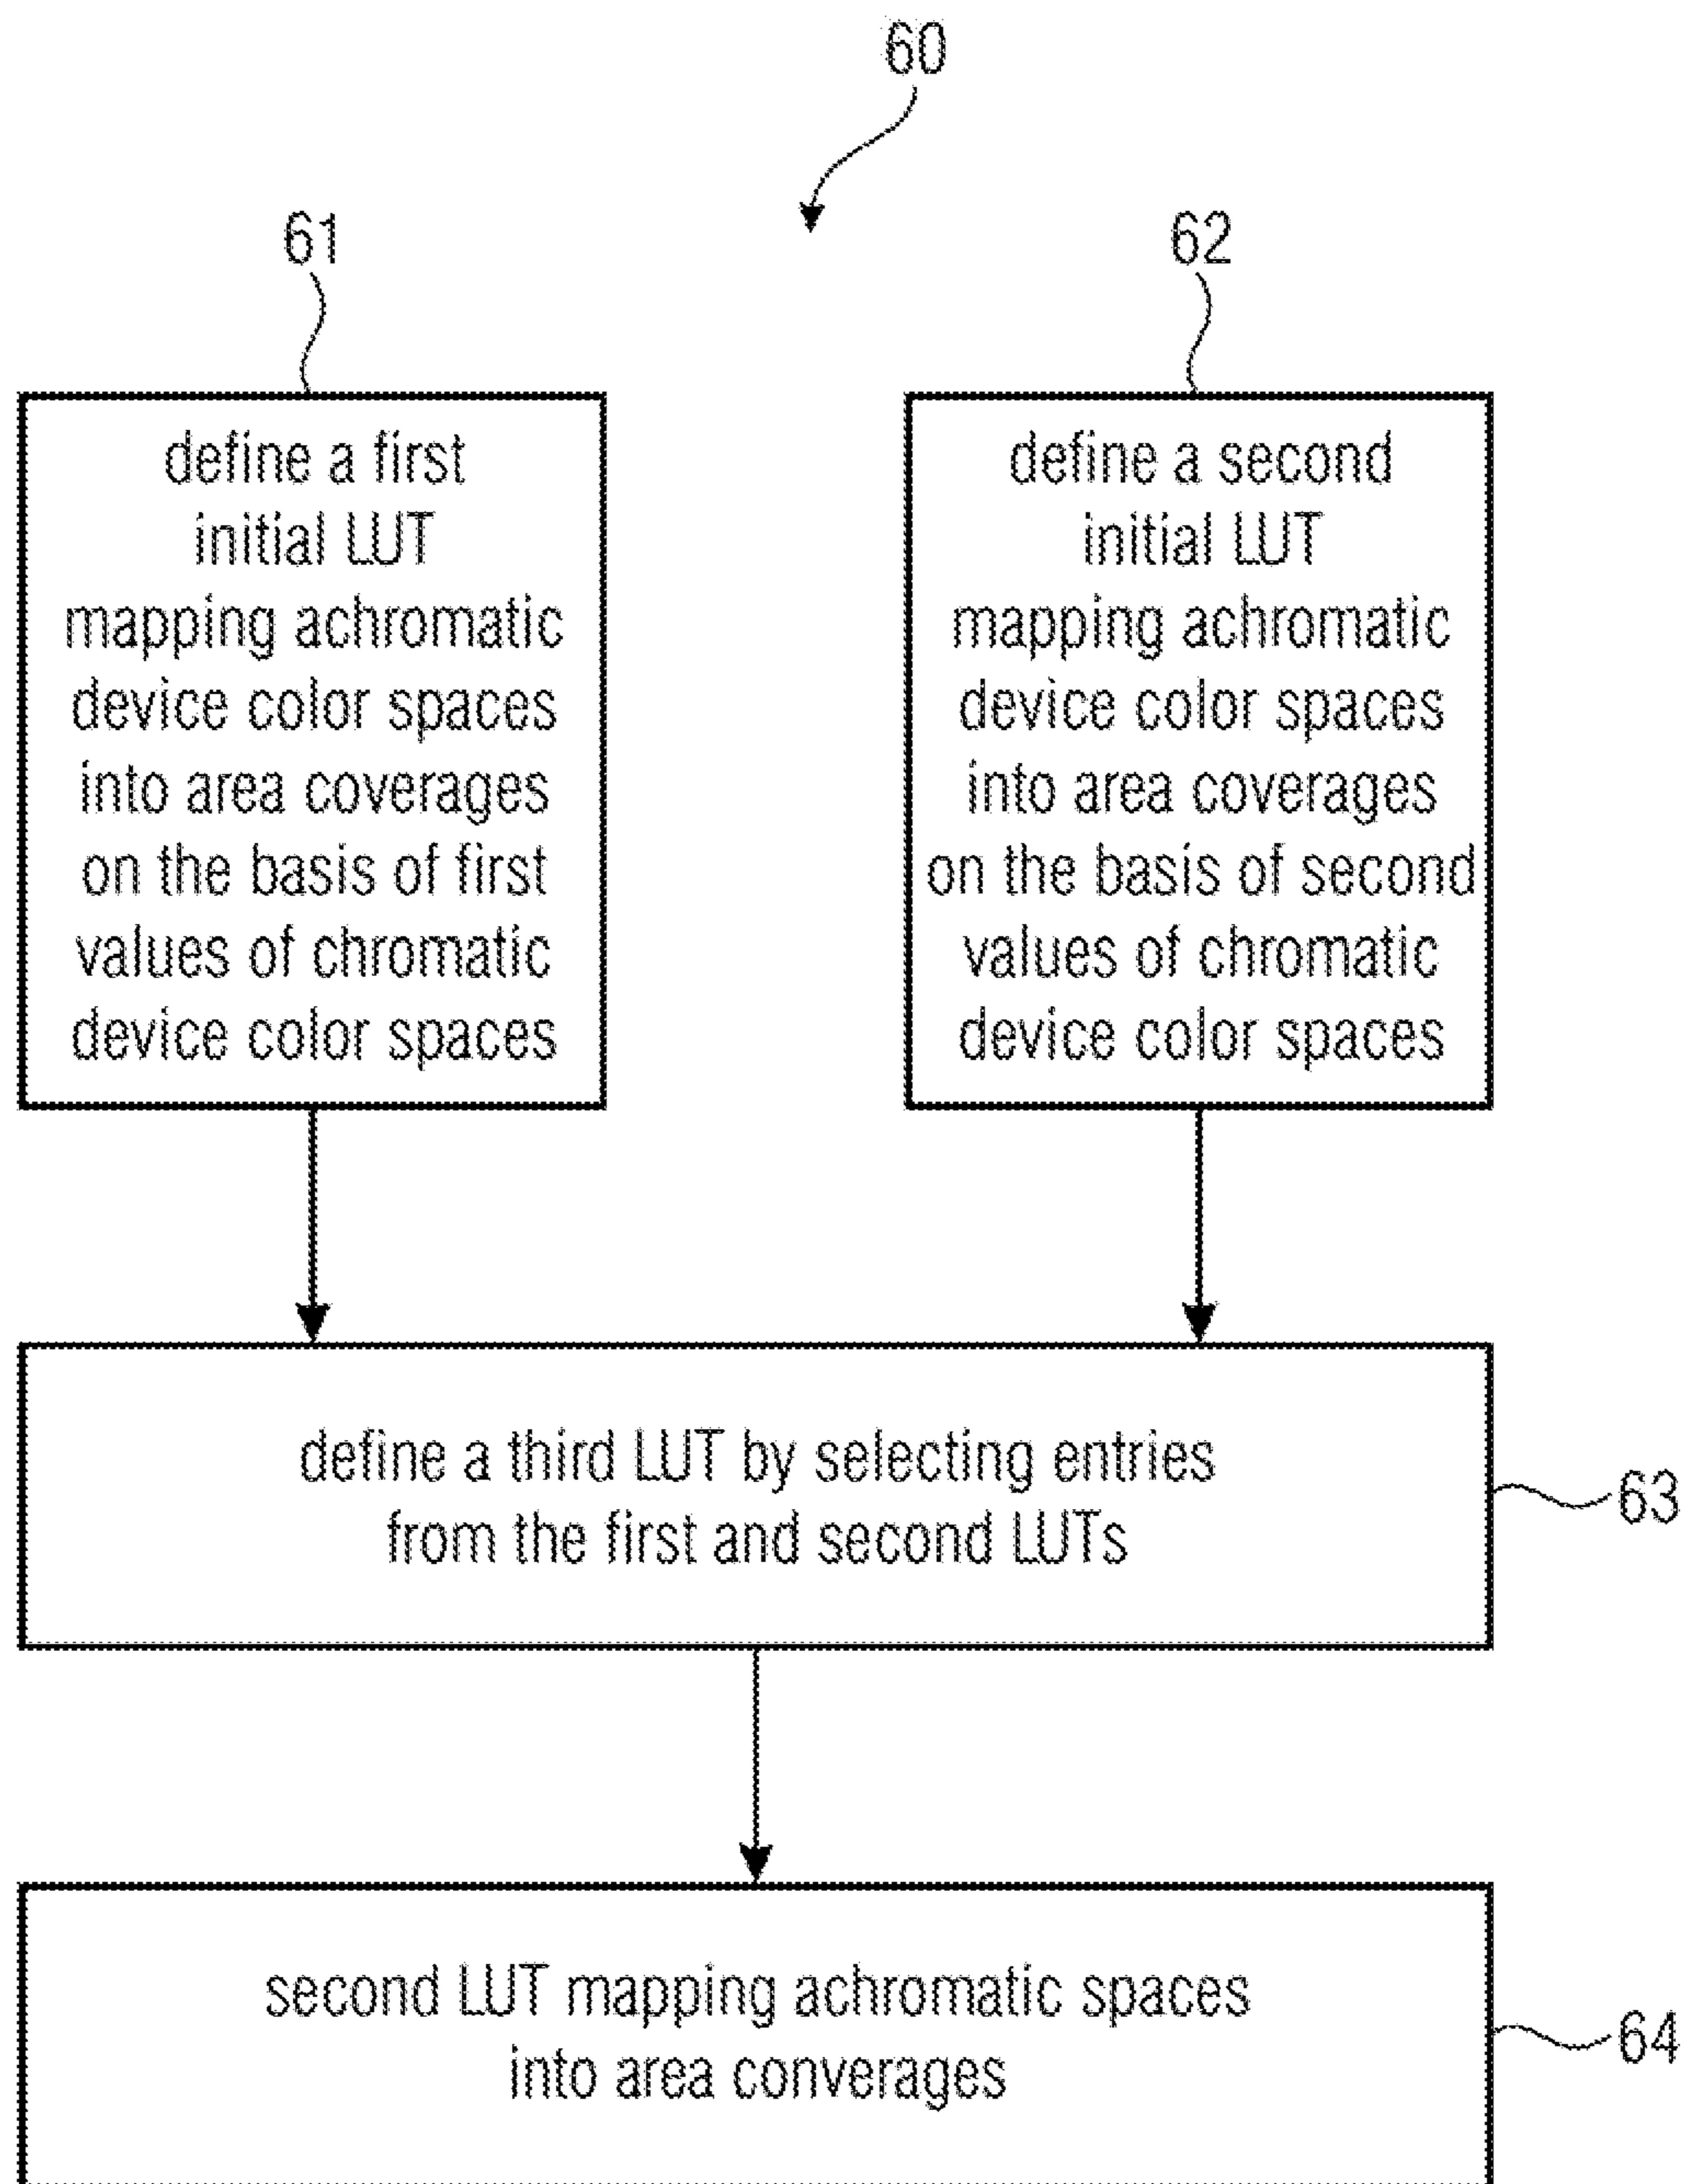 60
61
62
define a first
initial LUT
mapping achromatic
device color spaces
into area coverages
on the basis of first
values of chromatic
device color spaces
define a second
initial LUT
mapping achromatic
device color spaces
into area coverages
on the basis of second
values of chromatic
device color spaces
define a third LUT by selecting entries
from the first and second LUTs
63
second LUT mapping achromatic spaces
into area converages
64